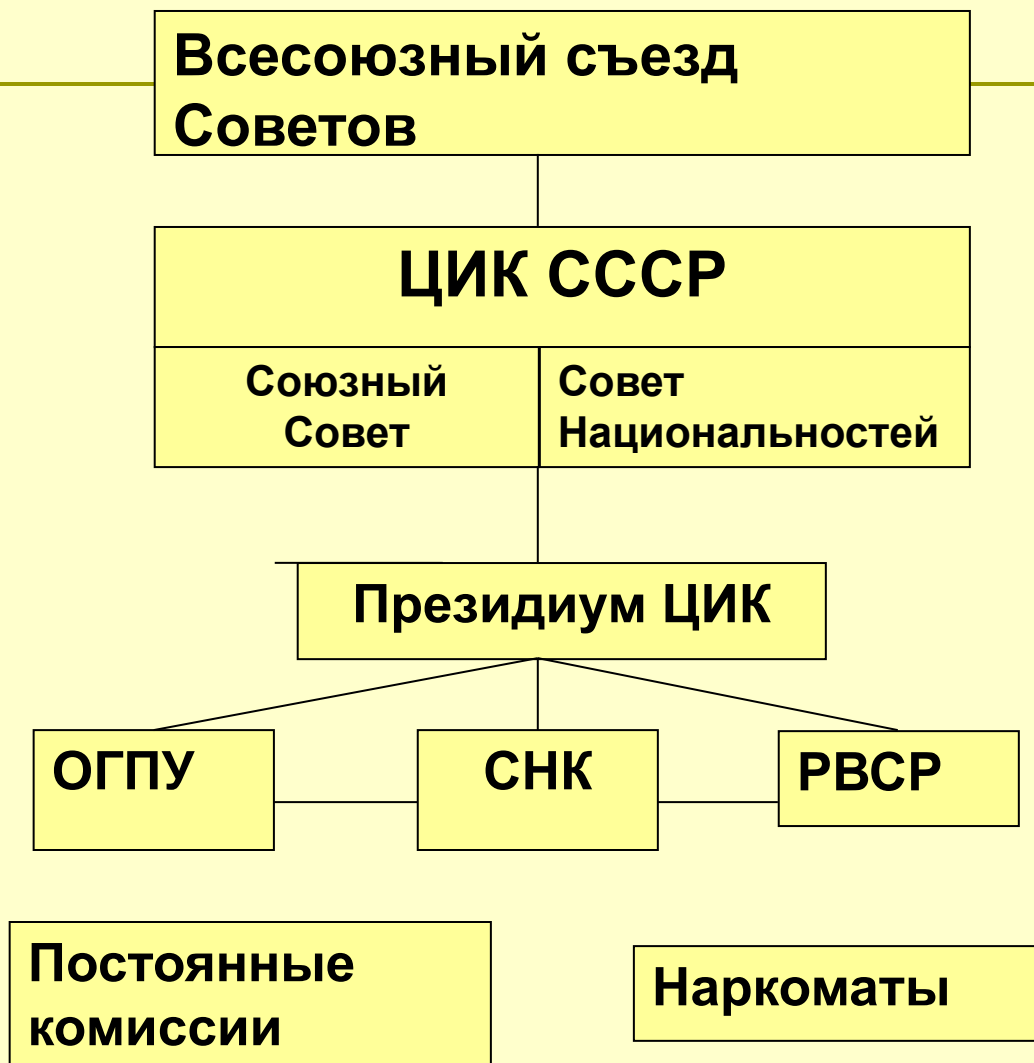 Всесоюзный съезд
Советов
ЦИК СССР
Союзный
Совет
Совет
Национальностей
Президиум ЦИК
ОГПУ
СНК
РВСР
Постоянные
комиссии
Наркоматы